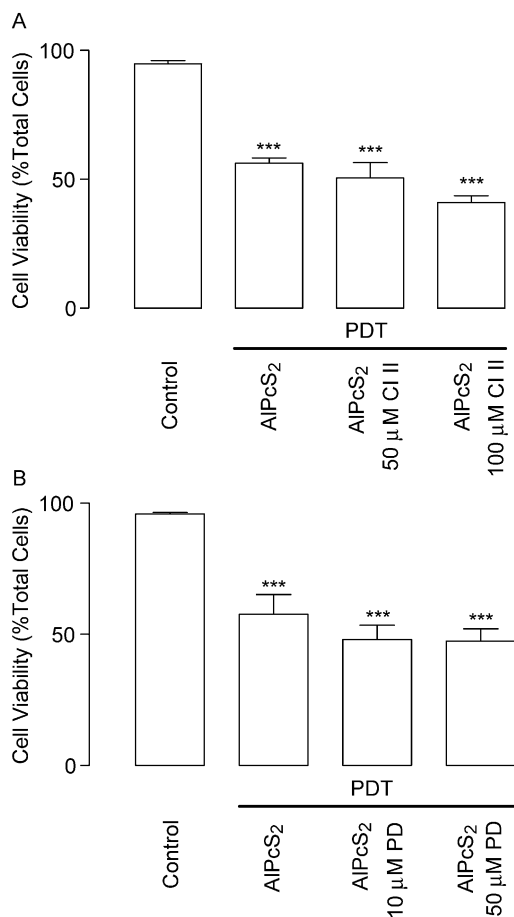 A
Cell Viability (%Total Cells)
100
50
0
***
***
***
PDT
Control
AlPcS2
AlPcS2
50 µM CI II
AlPcS2
100 µM CI II
B
Cell Viability (%Total Cells)
100
50
0
***
***
***
PDT
Control
AlPcS2
AlPcS2
10 µM PD
AlPcS2
50 µM PD